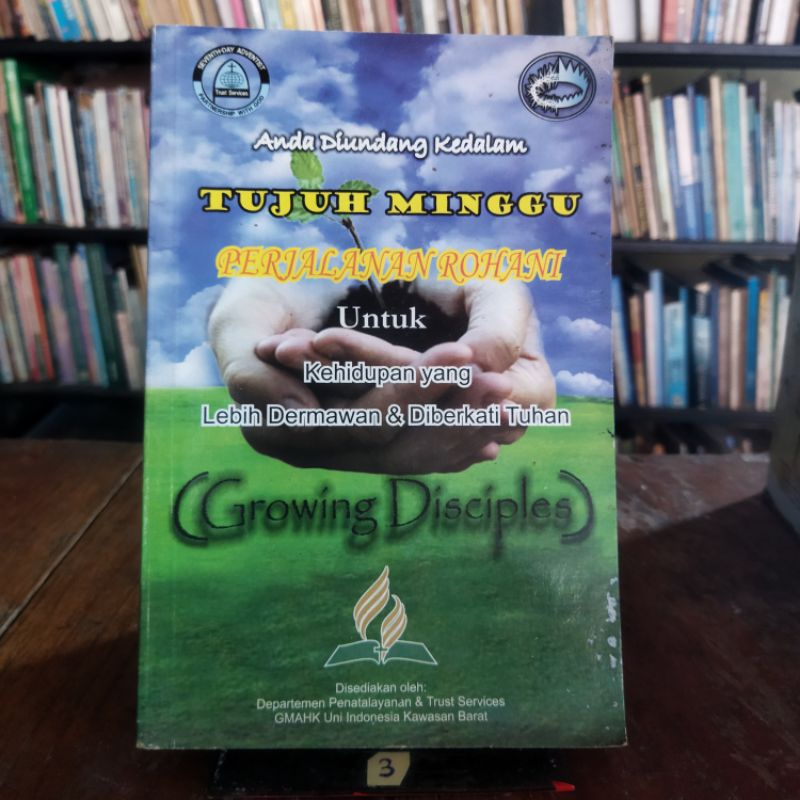 SEVENTH-DAY ADVENTIST
Trust Services
PARTNERSHIP WITH GOD
Anda Diundang Kedalam
TUJUH MINGGU
PERJALANAN ROHANI
Untuk
Kehidupan yang
Lebih Dermawan & Diberkati Tuhan
(Growing Disciples)
Disediakan oleh:
Departemen Penatalayanan & Trust Services
GMAHK Uni Indonesia Kawasan Barat
3